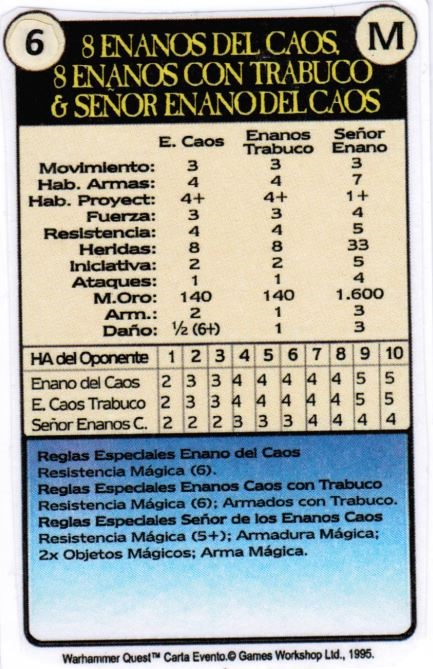 6 8 ENANOS DEL CAOS, M
8 ENANOS CON TRABUCO
& SEÑOR ENANO DEL CAOS
E. Caos Enanos Trabuco Señor Enano
Movimiento: 3 3 3
Hab. Armas: 4 4 7
Hab. Proyect: 4+ 4+ 1+
Fuerza: 3 3 4
Resistencia: 4 4 5
Heridas: 8 8 33
Iniciativa: 2 2 5
Ataques: 1 1 4
M.Oro: 140 140 1.600
Arm.: 2 1 3
Daño: ½ (6+) 1 3
HA del Oponente 1 2 3 4 5 6 7 8 9 10
Enano del Caos 2 3 3 4 4 4 4 4 5 5
E. Caos Trabuco 2 3 3 4 4 4 4 4 5 5
Señor Enanos C. 2 2 2 3 3 3 4 4 4 4
Reglas Especiales Enano del Caos
Resistencia Mágica (6).
Reglas Especiales Enanos Caos con Trabuco
Resistencia Mágica (6); Armados con Trabuco.
Reglas Especiales Señor de los Enanos Caos
Resistencia Mágica (5+); Armadura Mágica;
2x Objetos Mágicos; Arma Mágica.
Warhammer Quest™ Carta Evento.© Games Workshop Ltd., 1995.